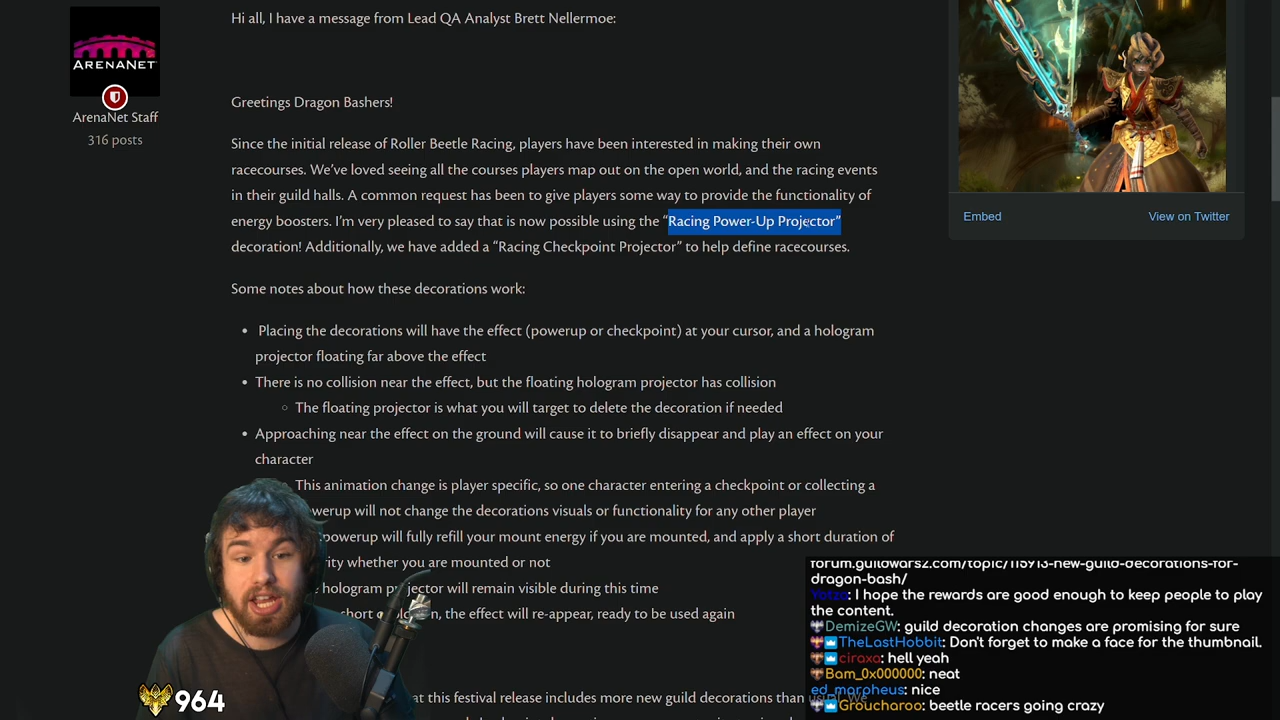 Hi all, I have a message from Lead QA Analyst Brett Nellermoe:
ARENANET
ArenaNet Staff
316 posts
Greetings Dragon Bashers!
Since the initial release of Roller Beetle Racing, players have been interested in making their own
racecourses. We’ve loved seeing all the courses players map out on the open world, and the racing events
in their guild halls. A common request has been to give players some way to provide the functionality of
energy boosters. I’m very pleased to say that is now possible using the “Racing Power-Up Projector”
decoration! Additionally, we have added a “Racing Checkpoint Projector” to help define racecourses.
Embed
View on Twitter
Some notes about how these decorations work:
• Placing the decorations will have the effect (powerup or checkpoint) at your cursor, and a hologram
projector floating far above the effect
• There is no collision near the effect, but the floating hologram projector has collision
○ The floating projector is what you will target to delete the decoration if needed
• Approaching near the effect on the ground will cause it to briefly disappear and play an effect on your
character
This animation change is player specific, so one character entering a checkpoint or collecting a
will not change the decorations visuals or functionality for any other player
powerup will fully refill your mount energy if you are mounted, and apply a short duration of
whether you are mounted or not
hologram projector will remain visible during this time
short, the effect will re-appear, ready to be used again
at this festival release includes more new guild decorations than
964
forum.guildwars2.com/topic/115913-new-guild-decorations-for-
dragon-bash/
Yotzo: I hope the rewards are good enough to keep people to play
the content.
DemizeGW: guild decoration changes are promising for sure
TheLastHobbit: Don't forget to make a face for the thumbnail.
ciraxo: hell yeah
Bam_0x000000: neat
ed_morpheus: nice
Groucharoo: beetle racers going crazy